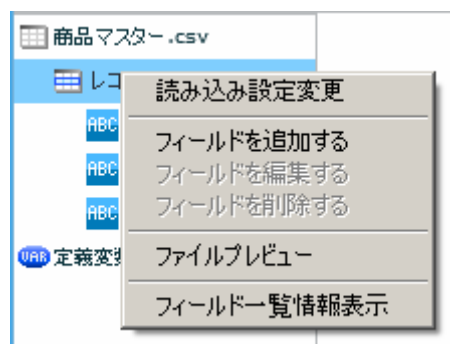 商品マスター.csv
レコ
読み込み設定変更
ABC
フィールドを追加する
ABC
フィールドを編集する
ABC
フィールドを削除する
VAR 定義変
ファイルプレビュー
フィールド一覧情報表示